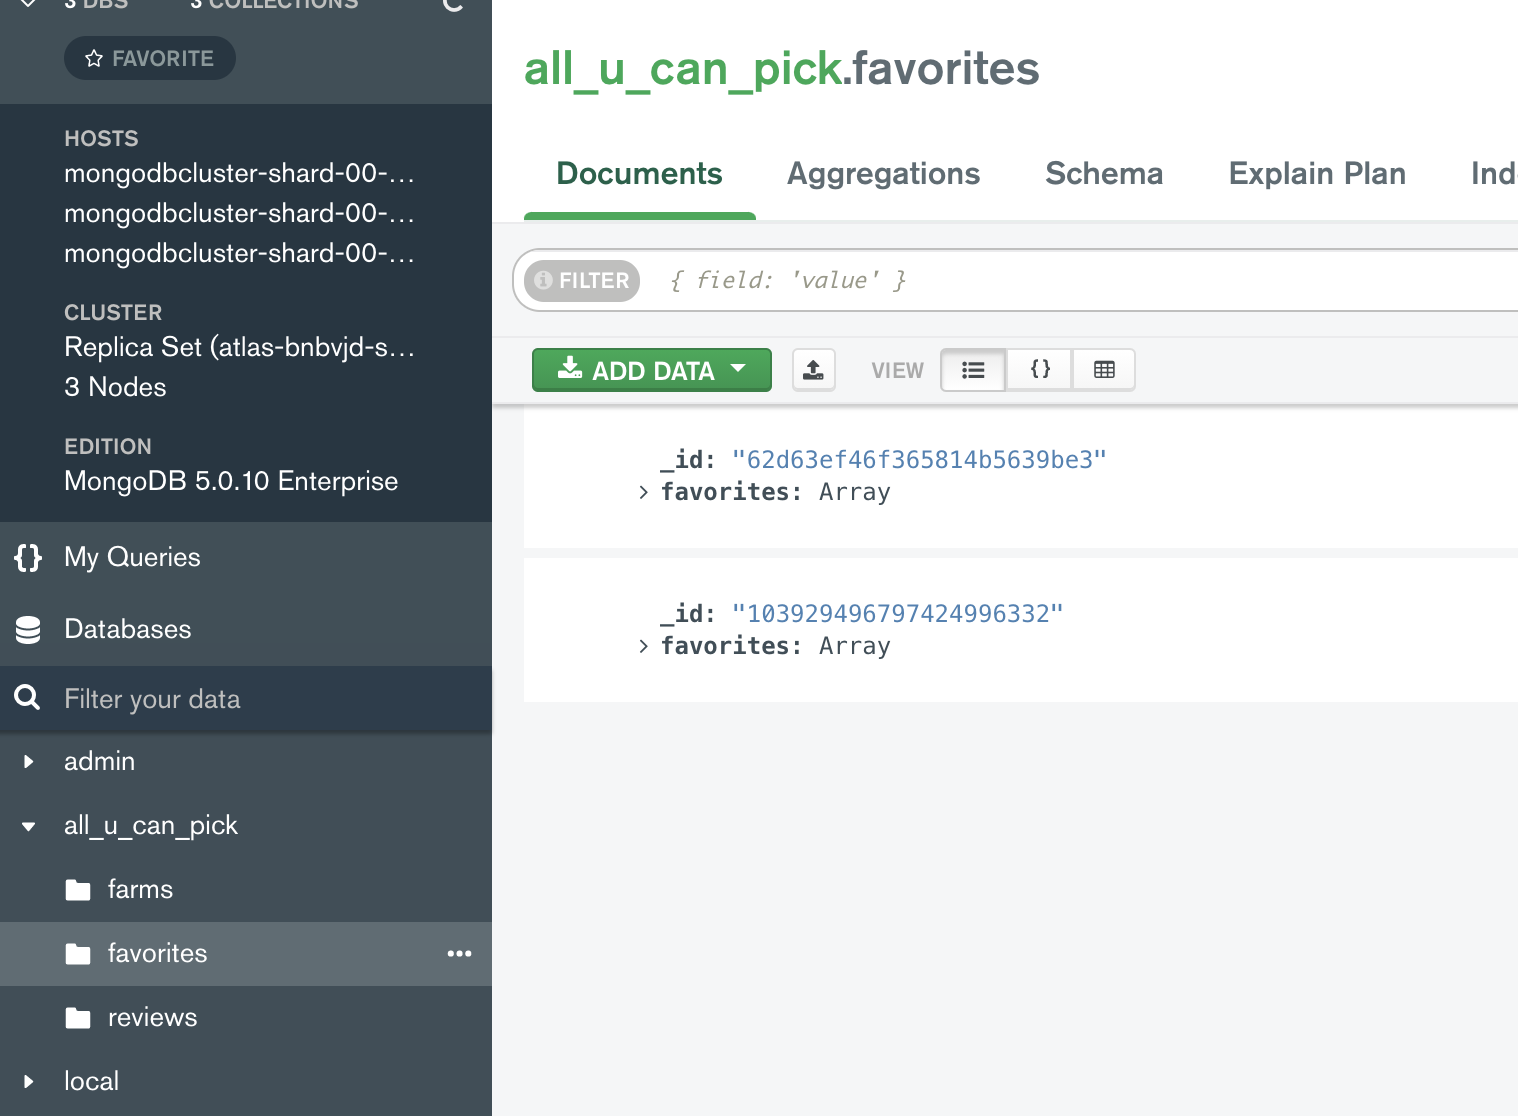 3 DBS 3 COLLECTIONS
FAVORITE
HOSTS
mongodbcluster-shard-00-...
mongodbcluster-shard-00-...
mongodbcluster-shard-00-...
CLUSTER
Replica Set (atlas-bnbvjd-s...
3 Nodes
EDITION
MongoDB 5.0.10 Enterprise
{} My Queries
Databases
Filter your data
admin
all_u_can_pick
farms
favorites
reviews
local
all_u_can_pick.favorites
Documents Aggregations Schema Explain Plan Ind
FILTER { field: 'value' }
ADD DATA VIEW {}
_id: "62d63ef46f365814b5639be3"
favorites: Array
_id: "103929496797424996332"
favorites: Array